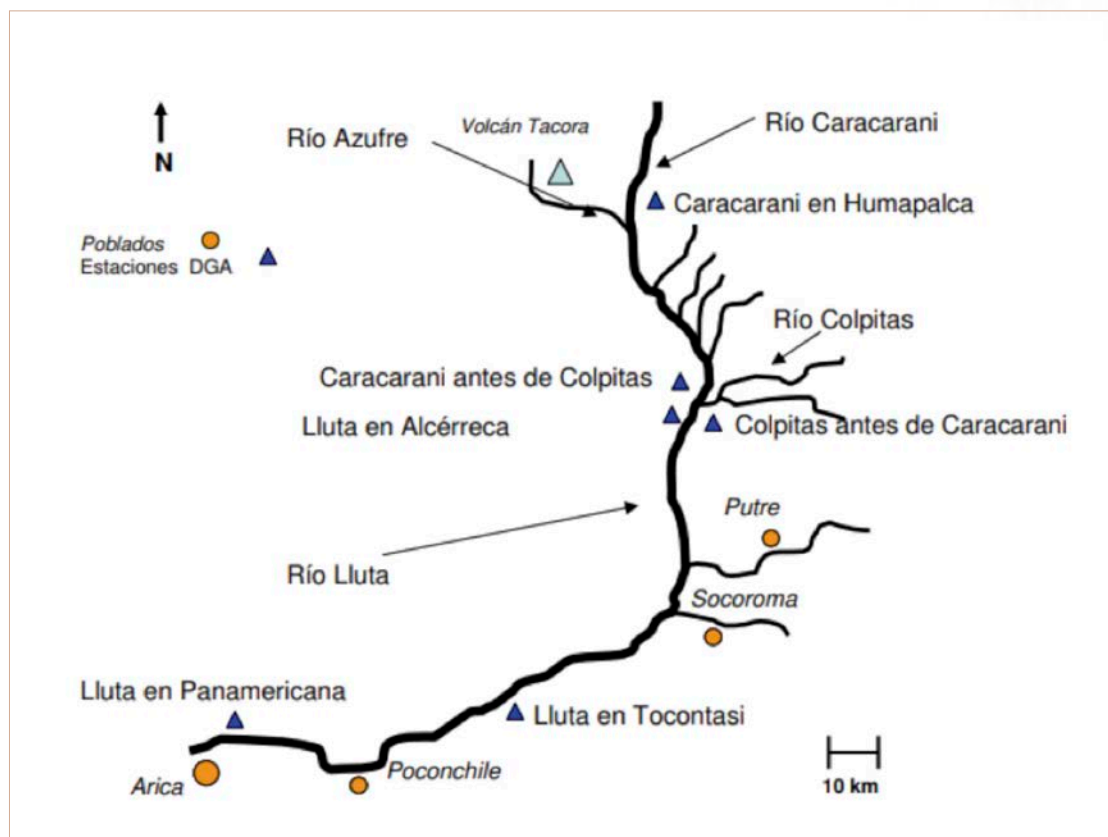 Volcán Tacora
Río Caracarani
Río Azufre
N
Caracarani en Humapalca
Poblados
Estaciones DGA
Río Colpitas
Caracarani antes de Colpitas
Lluta en Alcérreca
Colpitas antes de Caracarani
Putre
Río Lluta
Socoroma
Lluta en Panamericana
Lluta en Tocontasi
Poconchile
Arica
10 km